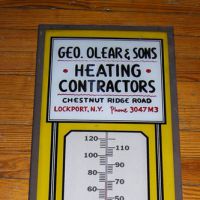 GEO. OLEAR & SONS
• HEATING •
CONTRACTORS
CHESTNUT RIDGE ROAD
LOCKPORT, N.Y. Phone 3047M3
120
110
100
90
80
70
60
50